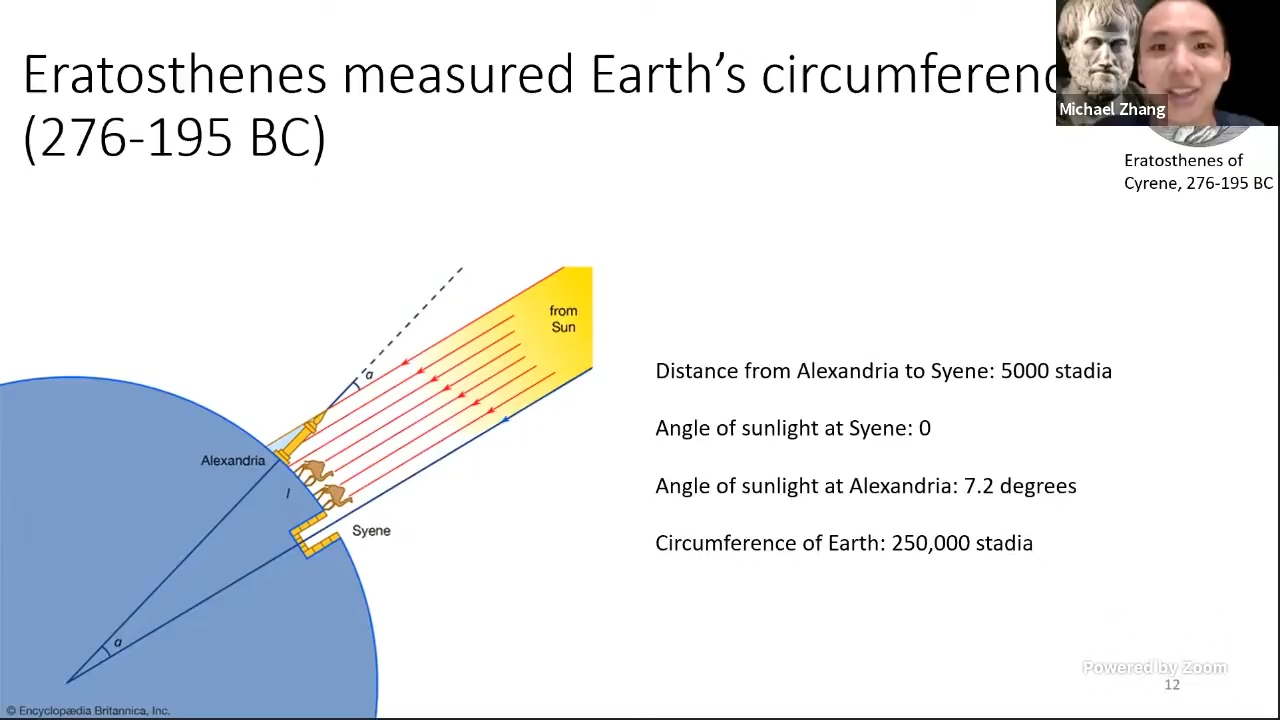 Eratosthenes measured Earth's circumferenc
(276-195 BC)
Michael Zhang
Eratosthenes of
Cyrene, 276-195 BC
from
Sun
α
Alexandria
l
Syene
α
Distance from Alexandria to Syene: 5000 stadia
Angle of sunlight at Syene: 0
Angle of sunlight at Alexandria: 7.2 degrees
Circumference of Earth: 250,000 stadia
© Encyclopædia Britannica, Inc.
Powered by Zoom
12